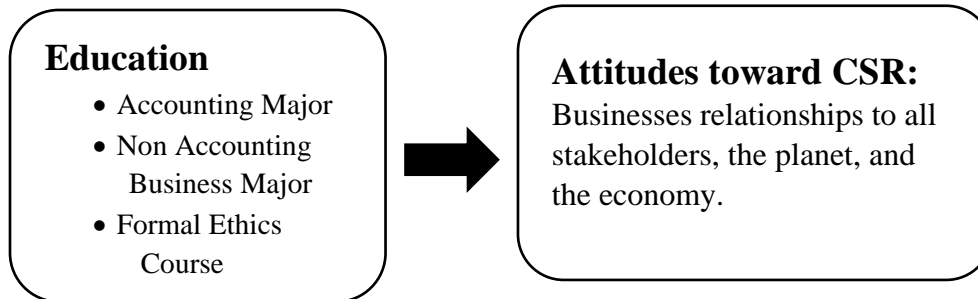 Education
• Accounting Major
• Non Accounting
Business Major
• Formal Ethics
Course
Attitudes toward CSR:
Businesses relationships to all
stakeholders, the planet, and
the economy.